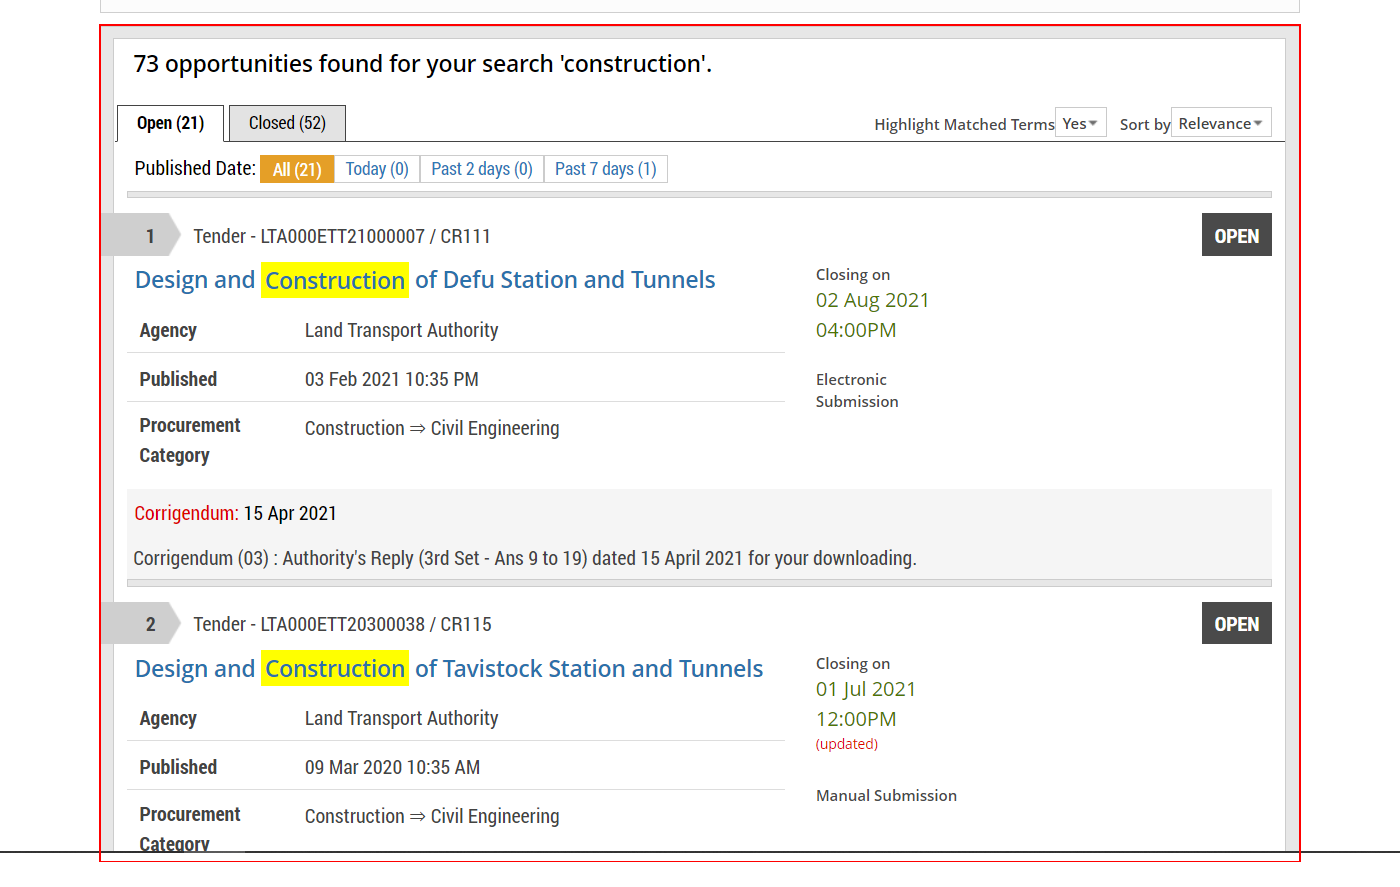 73 opportunities found for your search 'construction'.
Open (21) Closed (52) Highlight Matched Terms Yes Sort by Relevance
Published Date: All (21) Today (0) Past 2 days (0) Past 7 days (1)
1 Tender - LTA000ETT21000007 / CR111 OPEN
Design and Construction of Defu Station and Tunnels
Closing on
02 Aug 2021
04:00PM
Electronic
Submission
Agency Land Transport Authority
Published 03 Feb 2021 10:35 PM
Procurement
Category
Construction ⇒ Civil Engineering
Corrigendum: 15 Apr 2021
Corrigendum (03) : Authority's Reply (3rd Set - Ans 9 to 19) dated 15 April 2021 for your downloading.
2 Tender - LTA000ETT20300038 / CR115 OPEN
Design and Construction of Tavistock Station and Tunnels
Closing on
01 Jul 2021
12:00PM
(updated)
Manual Submission
Agency Land Transport Authority
Published 09 Mar 2020 10:35 AM
Procurement
Category
Construction ⇒ Civil Engineering